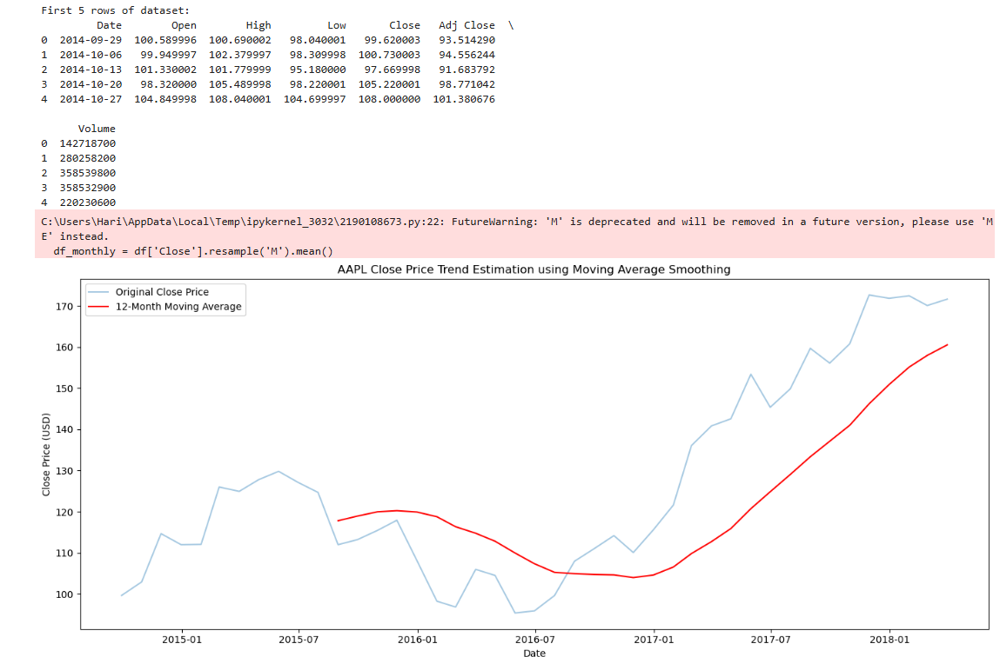 First 5 rows of dataset:
        Date        Open        High         Low       Close   Adj Close  \
0 2014-09-29  100.589996  100.690002   98.040001   99.620003   93.514290
1 2014-10-06   99.949997  102.379997   98.309998  100.730003   94.556244
2 2014-10-13  101.330002  101.779999   95.180000   97.669998   91.683792
3 2014-10-20   98.320000  105.489998   98.220001  105.220001   98.771042
4 2014-10-27  104.849998  108.040001  104.699997  108.000000  101.380676
      Volume
0  142718700
1  280258200
2  358539800
3  358532900
4  220230600
C:\Users\Hari\AppData\Local\Temp\ipykernel_3032\2190108673.py:22: FutureWarning: 'M' is deprecated and will be removed in a future version, please use 'M
E' instead.
  df_monthly = df['Close'].resample('M').mean()
AAPL Close Price Trend Estimation using Moving Average Smoothing
Original Close Price
12-Month Moving Average
Close Price (USD)
170
160
150
140
130
120
110
100
2015-01 2015-07 2016-01 2016-07 2017-01 2017-07 2018-01
Date